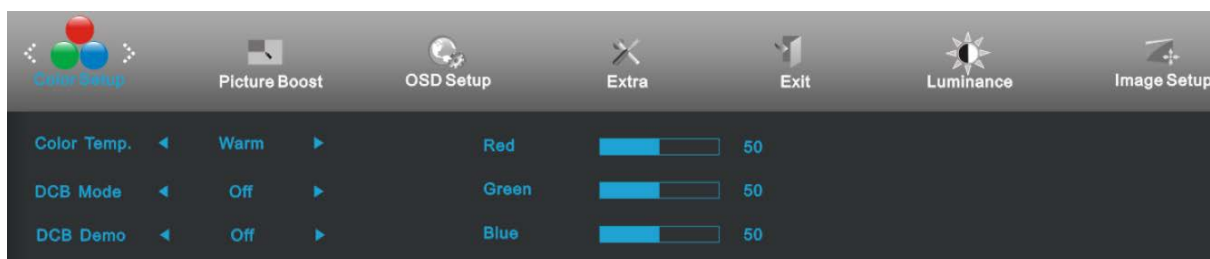 Color Setup
Picture Boost
OSD Setup
Extra
Exit
Luminance
Image Setup
Color Temp. Warm Red 50
DCB Mode Off Green 50
DCB Demo Off Blue 50